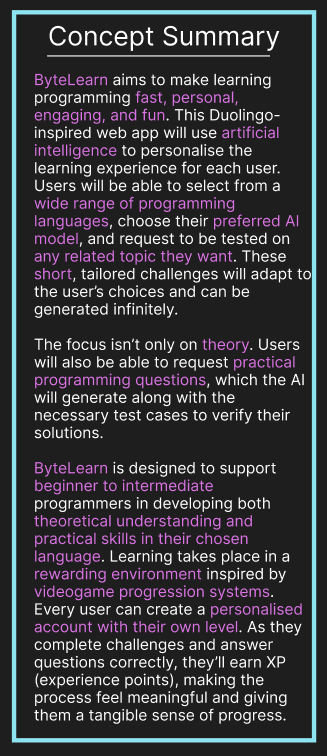 Concept Summary
ByteLearn aims to make learning
programming fast, personal,
engaging, and fun. This Duolingo-
inspired web app will use artificial
intelligence to personalise the
learning experience for each user.
Users will be able to select from a
wide range of programming
languages, choose their preferred AI
model, and request to be tested on
any related topic they want. These
short, tailored challenges will adapt to
the user's choices and can be
generated infinitely.
The focus isn't only on theory. Users
will also be able to request practical
programming questions, which the AI
will generate along with the
necessary test cases to verify their
solutions.
ByteLearn is designed to support
beginner to intermediate
programmers in developing both
theoretical understanding and
practical skills in their chosen
language. Learning takes place in a
rewarding environment inspired by
videogame progression systems.
Every user can create a personalised
account with their own level. As they
complete challenges and answer
questions correctly, they'll earn XP
(experience points), making the
process feel meaningful and giving
them a tangible sense of progress.